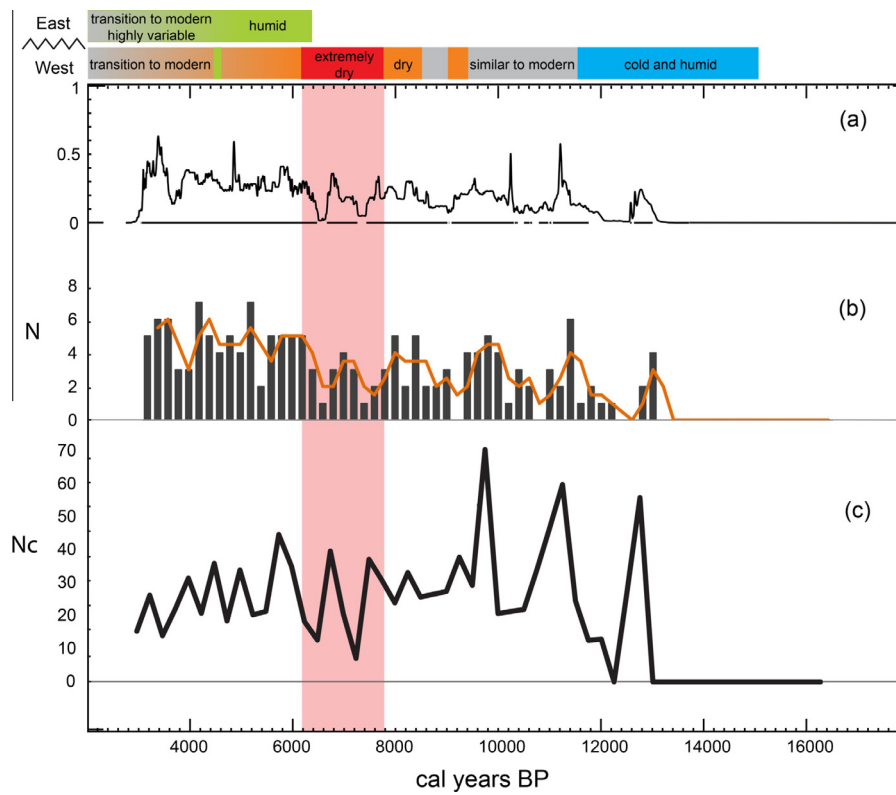 East
transition to modern
highly variable
humid
West
transition to modern
extremely
dry
dry
similar to modern
cold and humid
1
0.5
0
(a)
8
6
4
2
0
N
(b)
70
60
50
40
30
20
10
0
Nc
(c)
4000 6000 8000 10000 12000 14000 16000
cal years BP